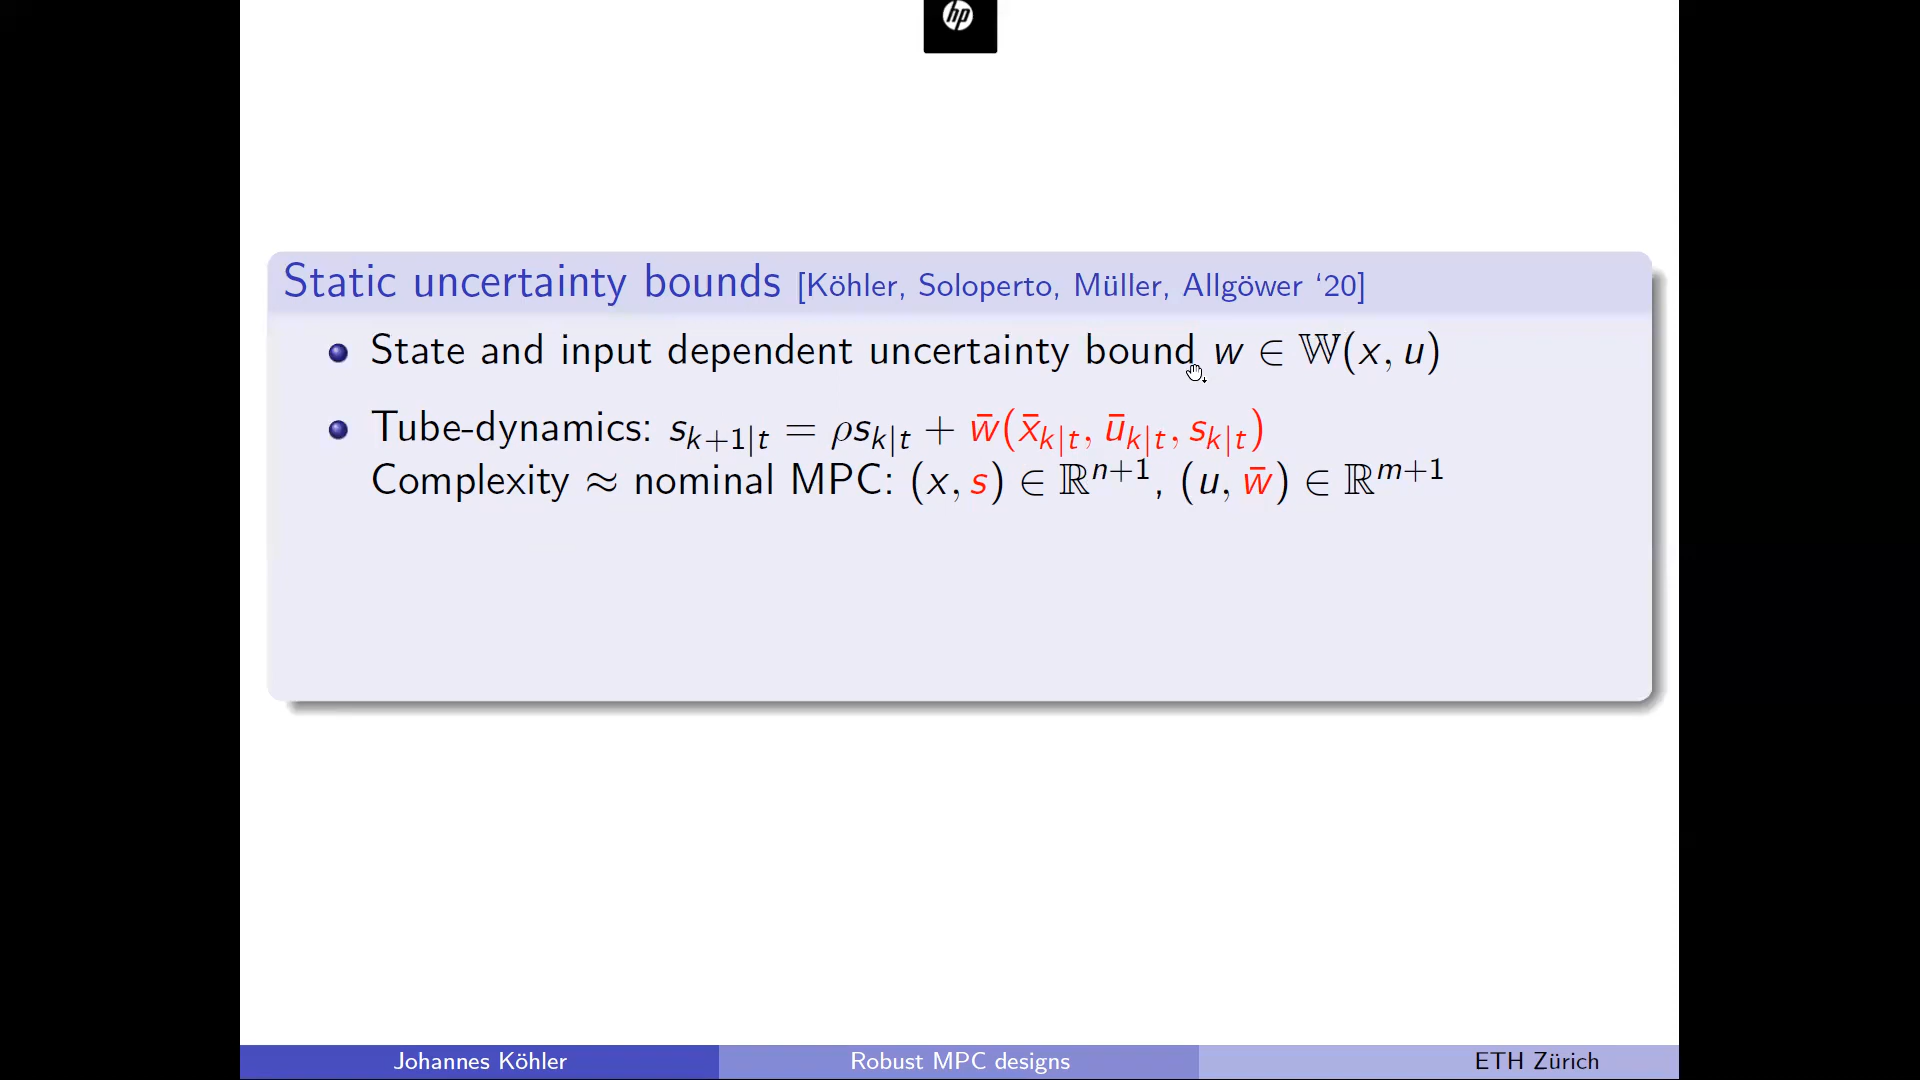 hp
Static uncertainty bounds [Köhler, Soloperto, Müller, Allgöwer ‘20]
State and input dependent uncertainty bound w ∈ 𝕎(x, u)
Tube-dynamics: s_{k+1|t} = ρs_{k|t} + w̄(x̄_{k|t}, ū_{k|t}, s_{k|t})
Complexity ≈ nominal MPC: (x, s) ∈ ℝ^{n+1}, (u, w̄) ∈ ℝ^{m+1}
Johannes Köhler
Robust MPC designs
ETH Zürich